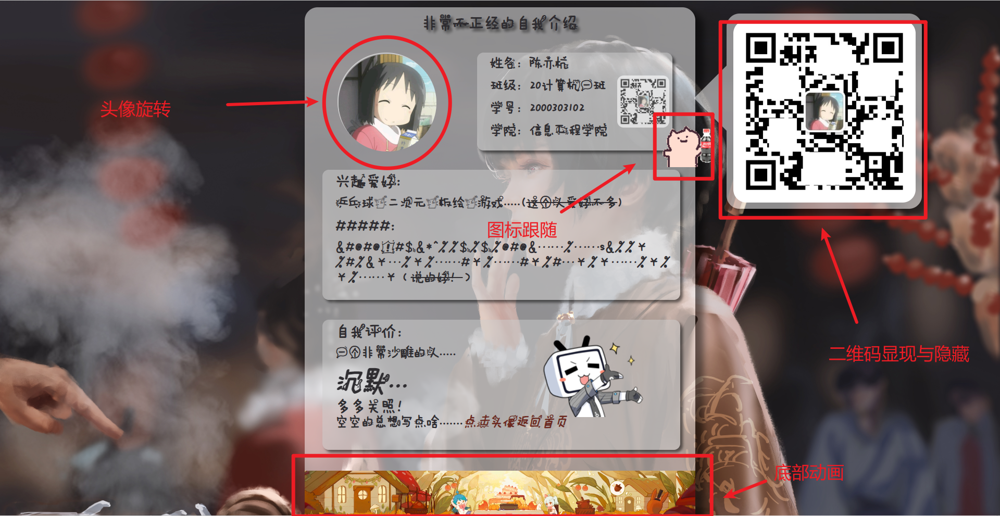 非常不正经的自我介绍
头像旋转
姓名：陈亦杭
班级：20计算机一班
学号：2000303102
学院：信息工程学院
兴趣爱好：
乒乓球 二次元 板绘 游戏.....(这个人爱好不多)
#####:
图标跟随
&#@#@!#$&*^%%$%$%@#@&······%······s&%%￥
%#%&￥···%￥%······#￥%······#￥%#···￥%￥······%￥%
￥%······￥（说的好！）
二维码显现与隐藏
自我评价：
一个非常沙雕的人.....
沉默...
多多关照！
空空的总想写点啥.......点击头像返回首页
底部动画